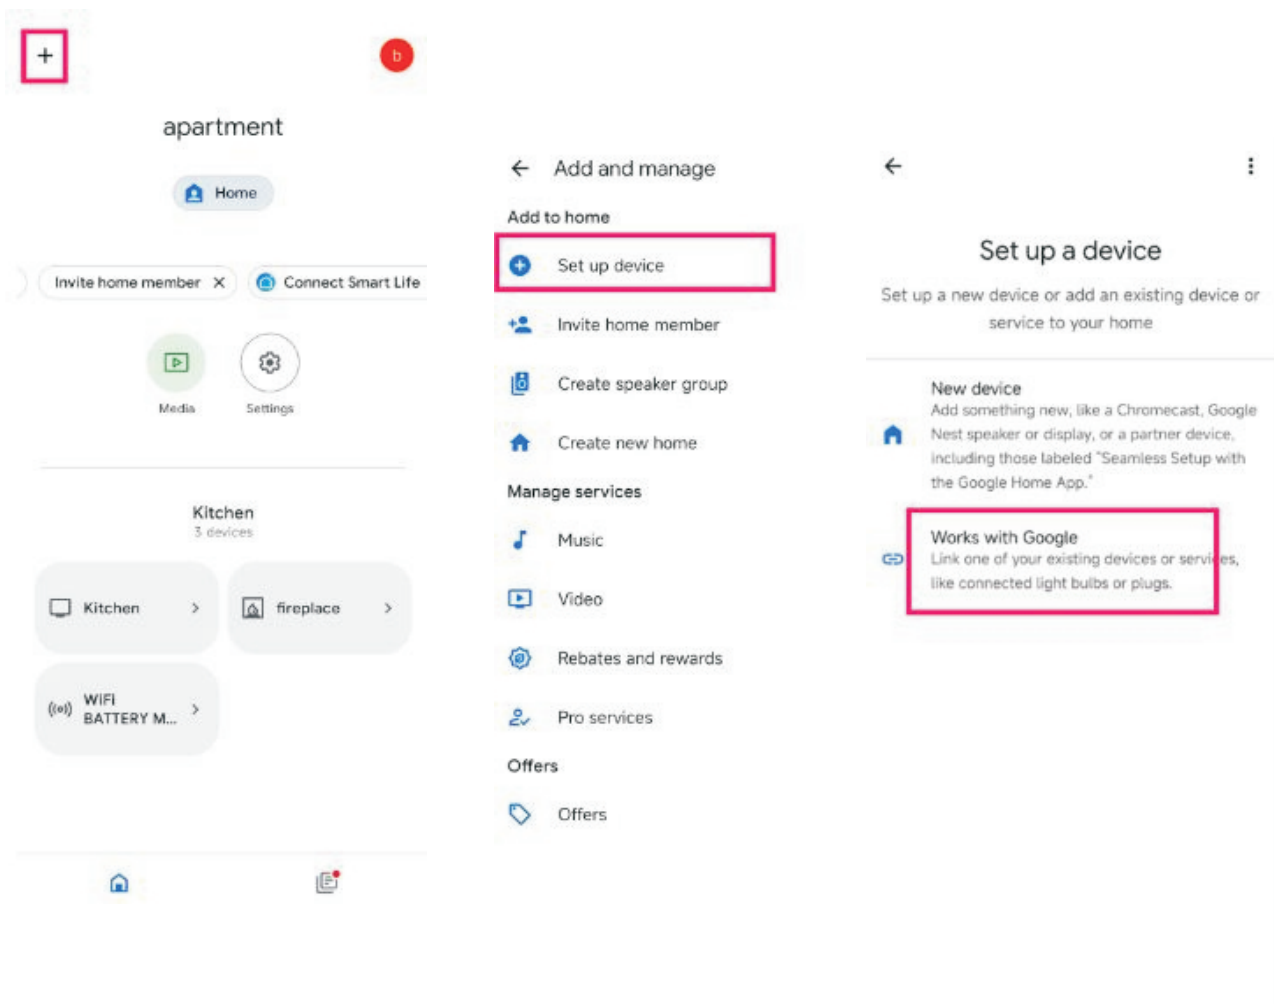 +
b
apartment
Home
Invite home member ×
Connect Smart Life
Media
Settings
Kitchen
3 devices
Kitchen >
fireplace >
WiFi
BATTERY M... >
← Add and manage
Add to home
Set up device
Invite home member
Create speaker group
Create new home
Manage services
Music
Video
Rebates and rewards
Pro services
Offers
Offers
Set up a device
Set up a new device or add an existing device or
service to your home
New device
Add something new, like a Chromecast, Google
Nest speaker or display, or a partner device,
including those labeled "Seamless Setup with
the Google Home App."
Works with Google
Link one of your existing devices or services,
like connected light bulbs or plugs.